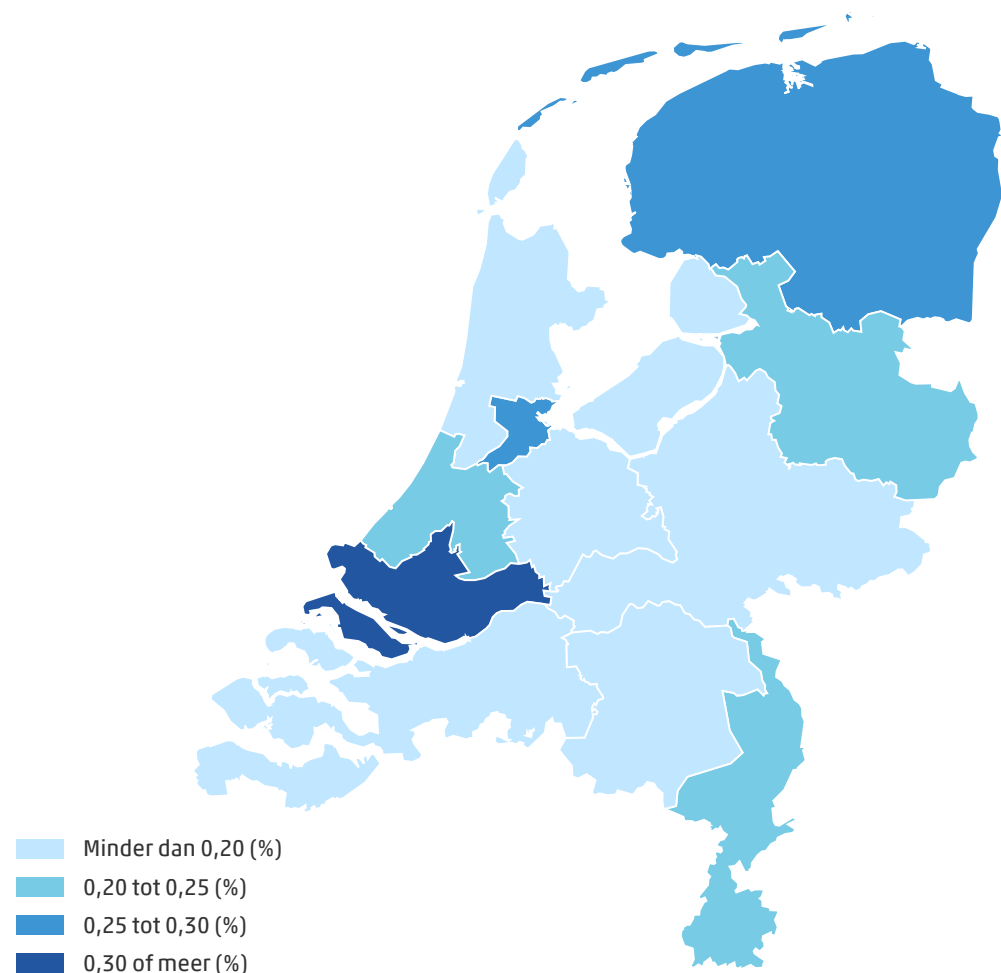 Minder dan 0,20 (%)
0,20 tot 0,25 (%)
0,25 tot 0,30 (%)
0,30 of meer (%)